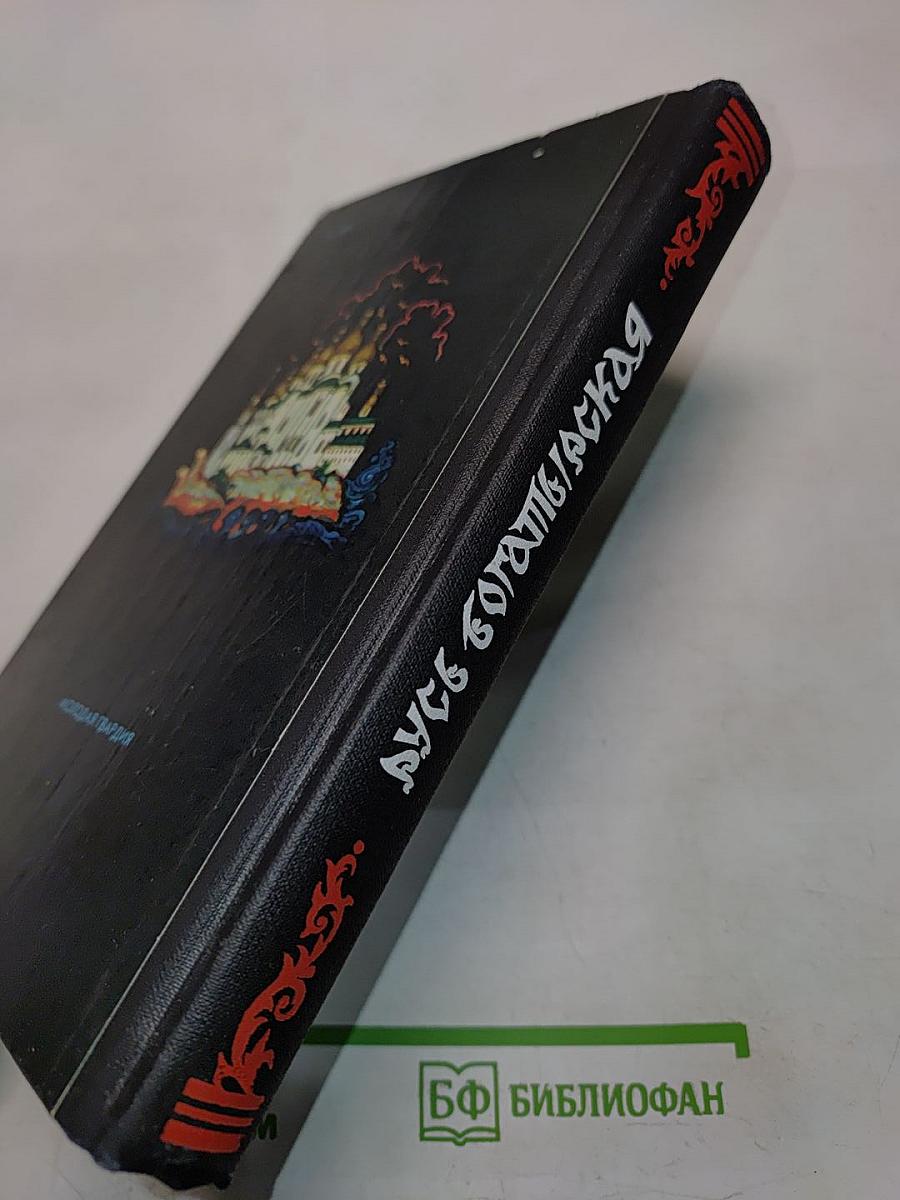 РУСЬ БОГАТЫРСКАЯ
МОЛОДАЯ ГВАРДИЯ
БФ БИБЛИОФАН